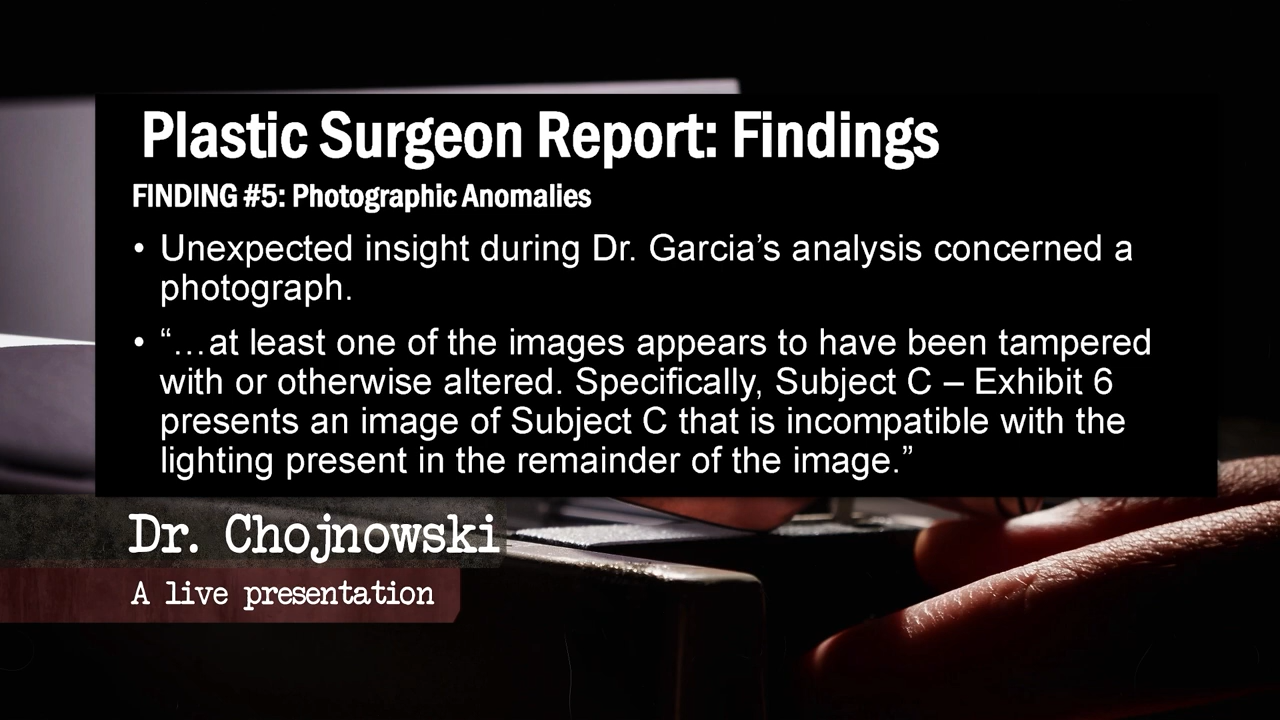 Plastic Surgeon Report: Findings
FINDING #5: Photographic Anomalies
• Unexpected insight during Dr. Garcia’s analysis concerned a
photograph.
• “…at least one of the images appears to have been tampered
with or otherwise altered. Specifically, Subject C – Exhibit 6
presents an image of Subject C that is incompatible with the
lighting present in the remainder of the image.”
Dr. Chojnowski
A live presentation